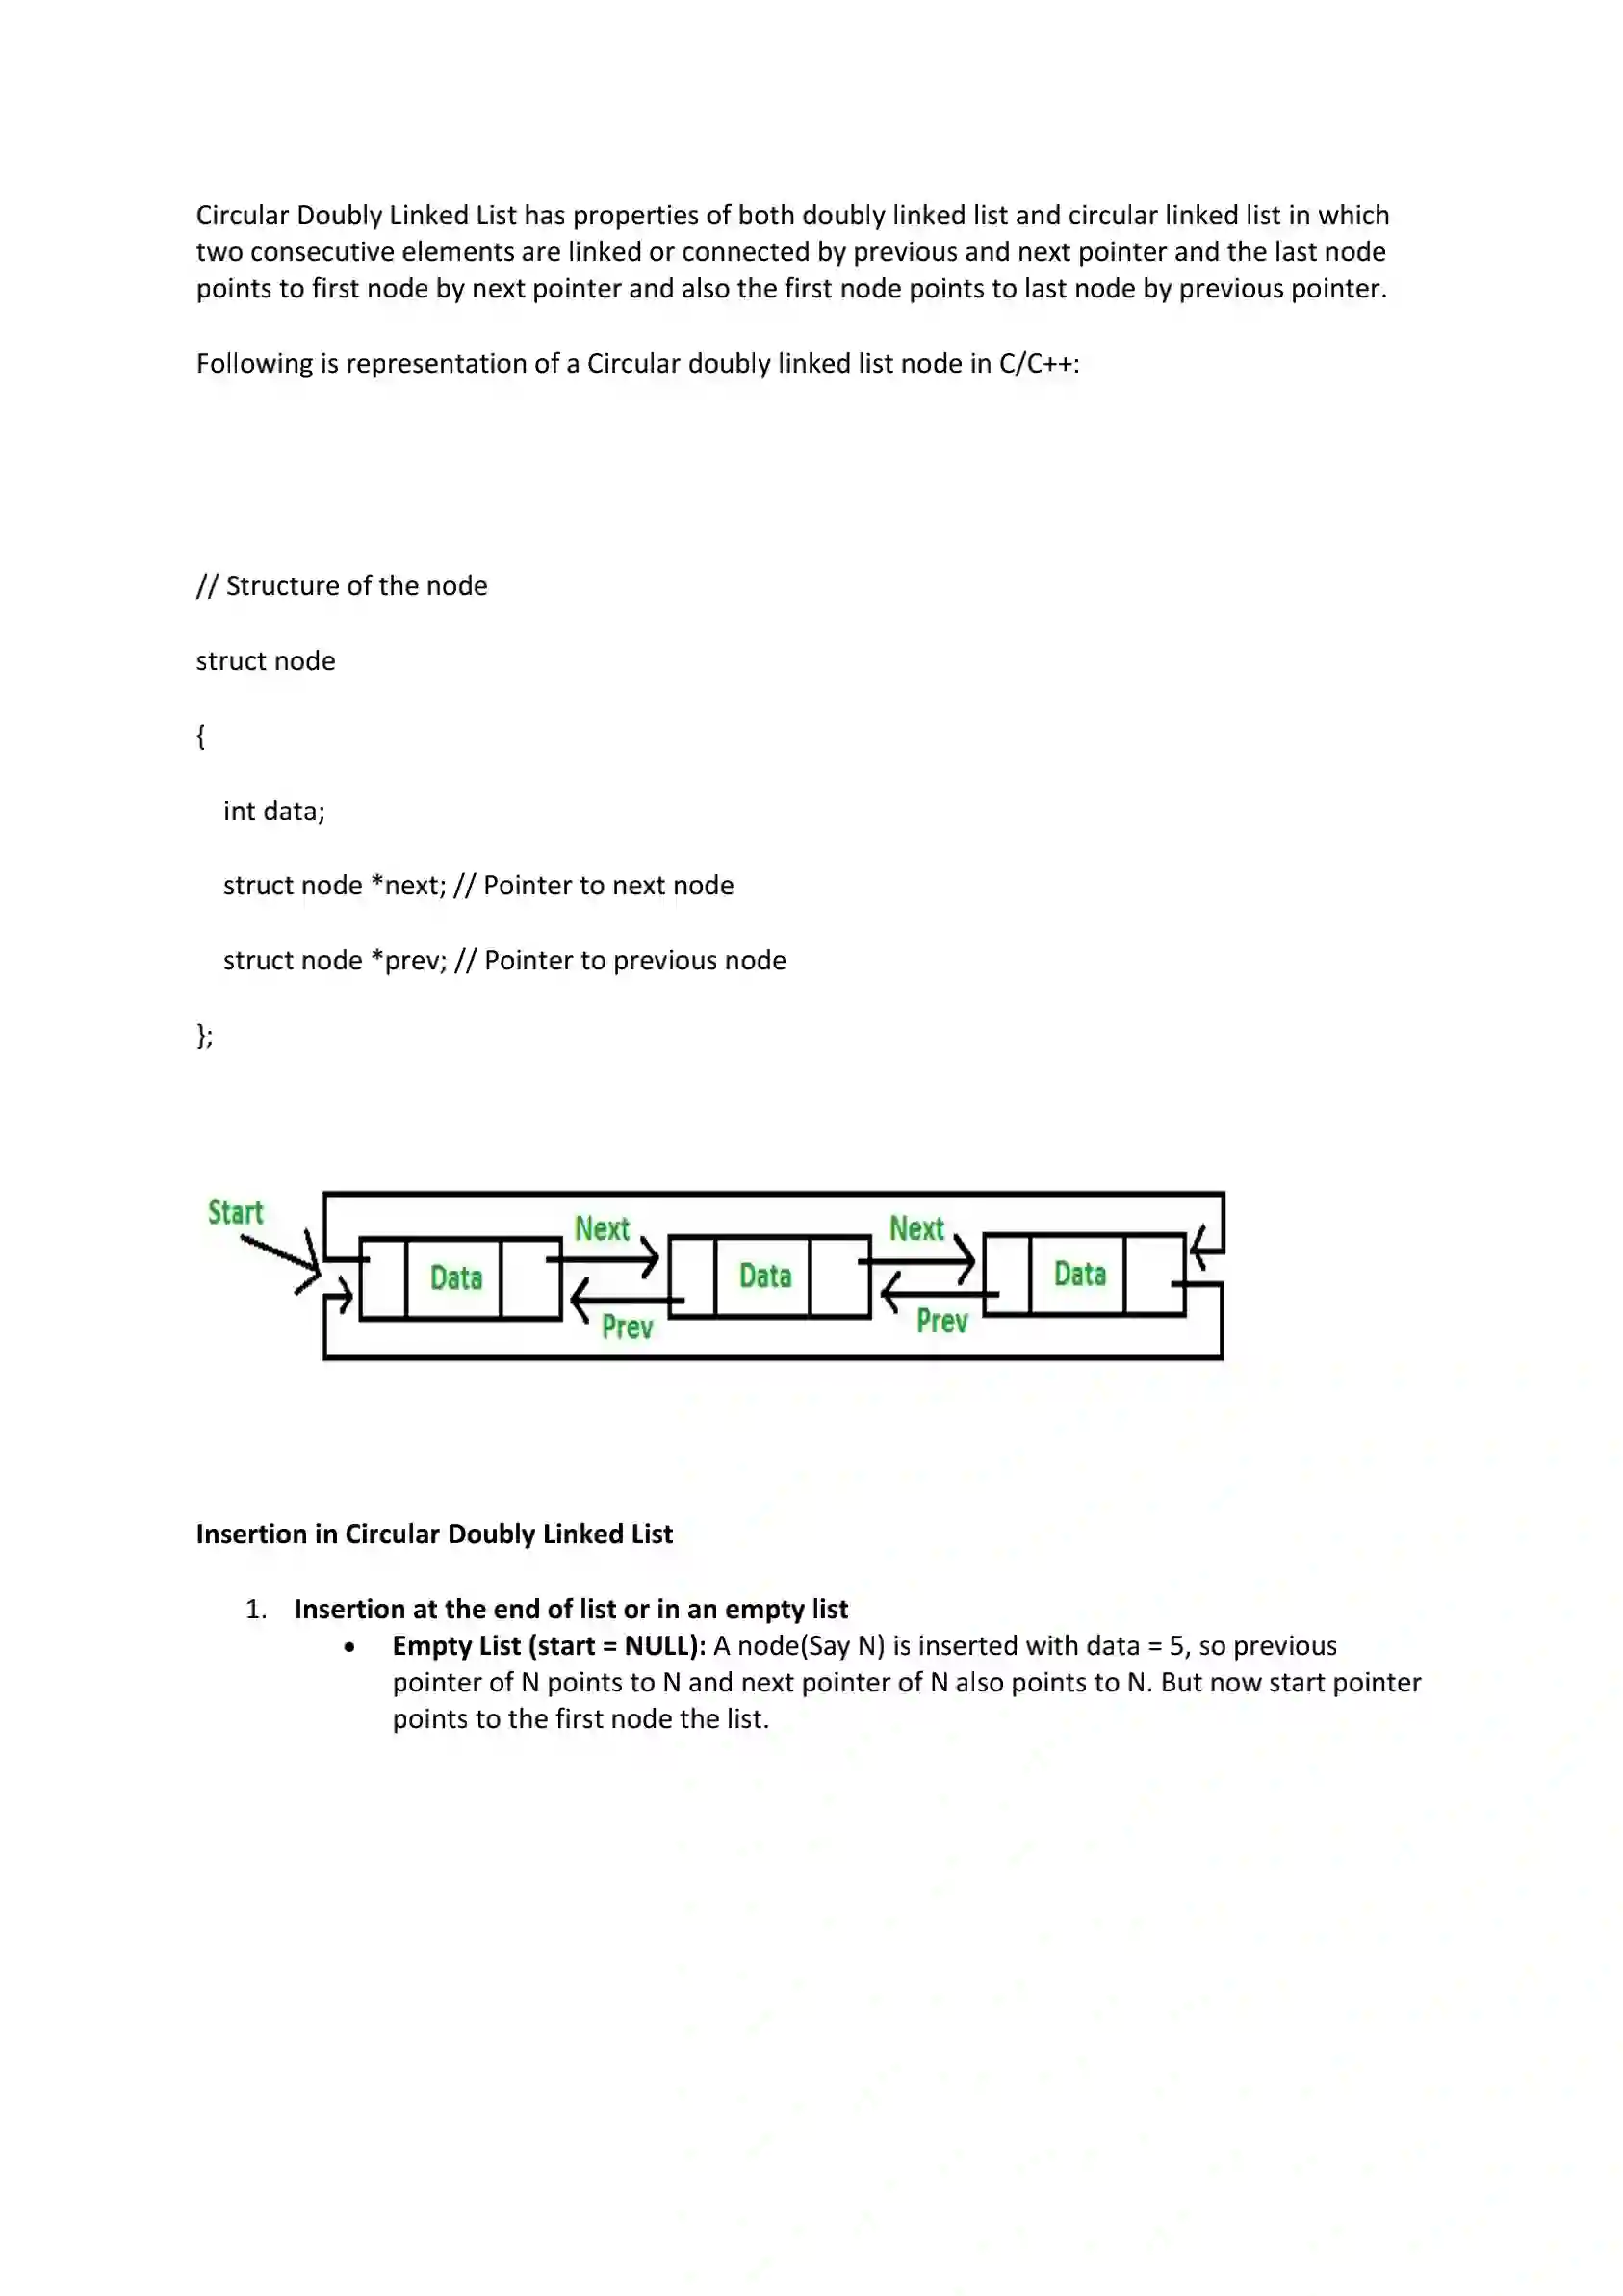 Circular Doubly Linked List has properties of both doubly linked list and circular linked list in which
two consecutive elements are linked or connected by previous and next pointer and the last node
points to first node by next pointer and also the first node points to last node by previous pointer.
Following is representation of a Circular doubly linked list node in C/C++:
// Structure of the node
struct node
{
int data;
struct node *next; // Pointer to next node
struct node *prev; // Pointer to previous node
};
Start
Next
Next
Data
Data
Data
Prev
Prev
Insertion in Circular Doubly Linked List
1. Insertion at the end of list or in an empty list
• Empty List (start = NULL): A node(Say N) is inserted with data = 5, so previous
pointer of N points to N and next pointer of N also points to N. But now start pointer
points to the first node the list.